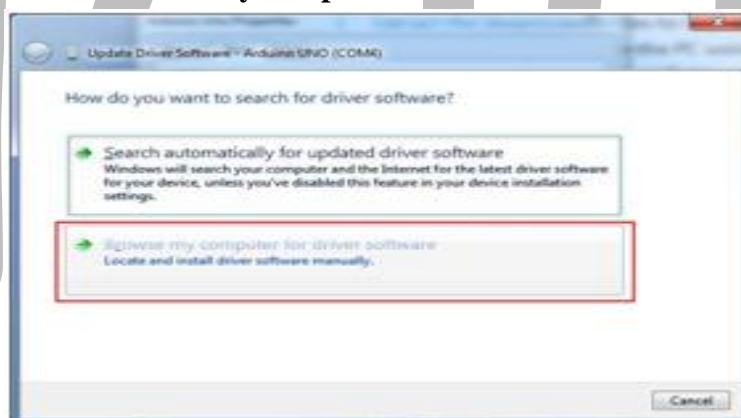 Update Driver Software - Arduino UNO (COM4)
How do you want to search for driver software?
Search automatically for updated driver software
Windows will search your computer and the Internet for the latest driver software
for your device, unless you've disabled this feature in your device installation
settings.
Browse my computer for driver software
Locate and install driver software manually.
Cancel